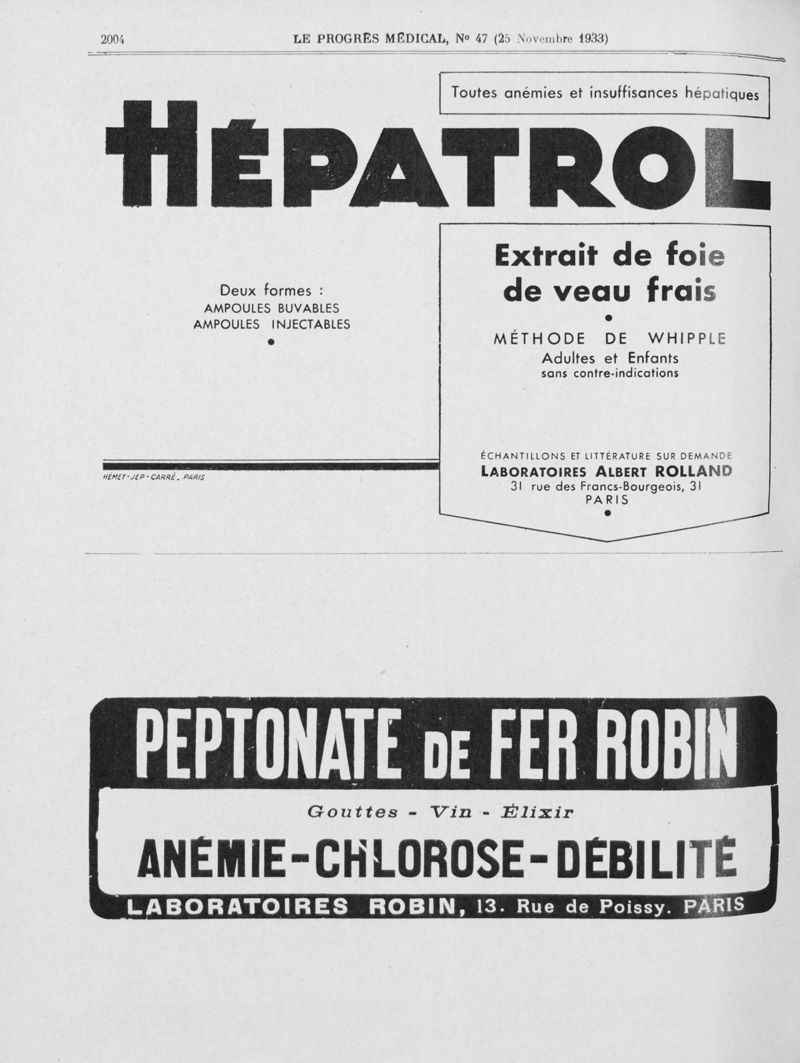 2004
LE PROGRÈS MÉDICAL, Nº 47 (25 Novembre 1933)
Toutes anémies et insuffisances hépatiques
HÉPATROL
Deux formes :
AMPOULES BUVABLES
AMPOULES INJECTABLES
Extrait de foie
de veau frais
MÉTHODE DE WHIPPLE
Adultes et Enfants
sans contre-indications
ÉCHANTILLONS ET LITTÉRATURE SUR DEMANDE
LABORATOIRES ALBERT ROLLAND
31 rue des Francs-Bourgeois, 31
PARIS
HÉMET-JEP-CARRÉ. PARIS
PEPTONATE DE FER ROBIN
Gouttes - Vin - Élixir
ANÉMIE-CHLOROSE-DÉBILITÉ
LABORATOIRES ROBIN, 13. Rue de Poissy. PARIS